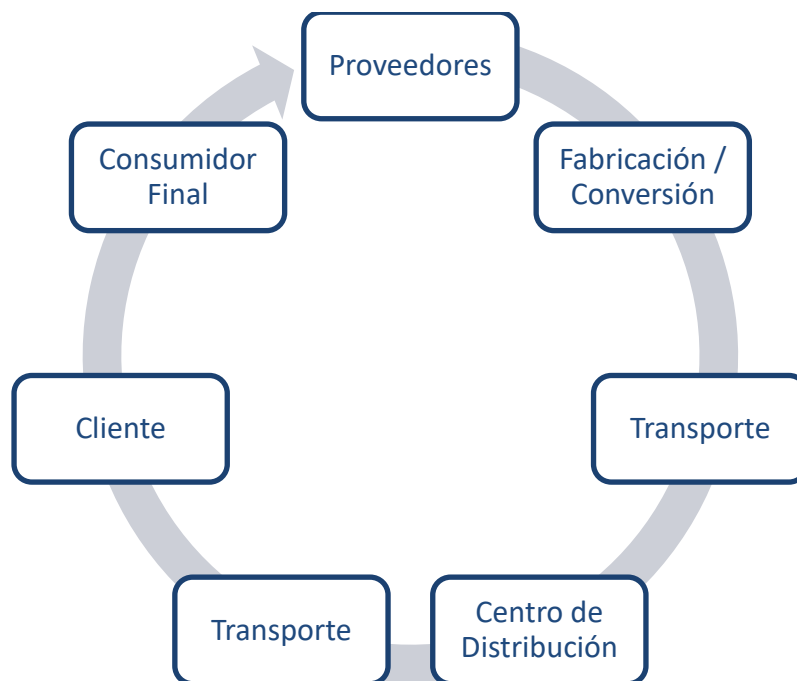 Proveedores
Fabricación /
Conversión
Transporte
Centro de
Distribución
Transporte
Cliente
Consumidor
Final